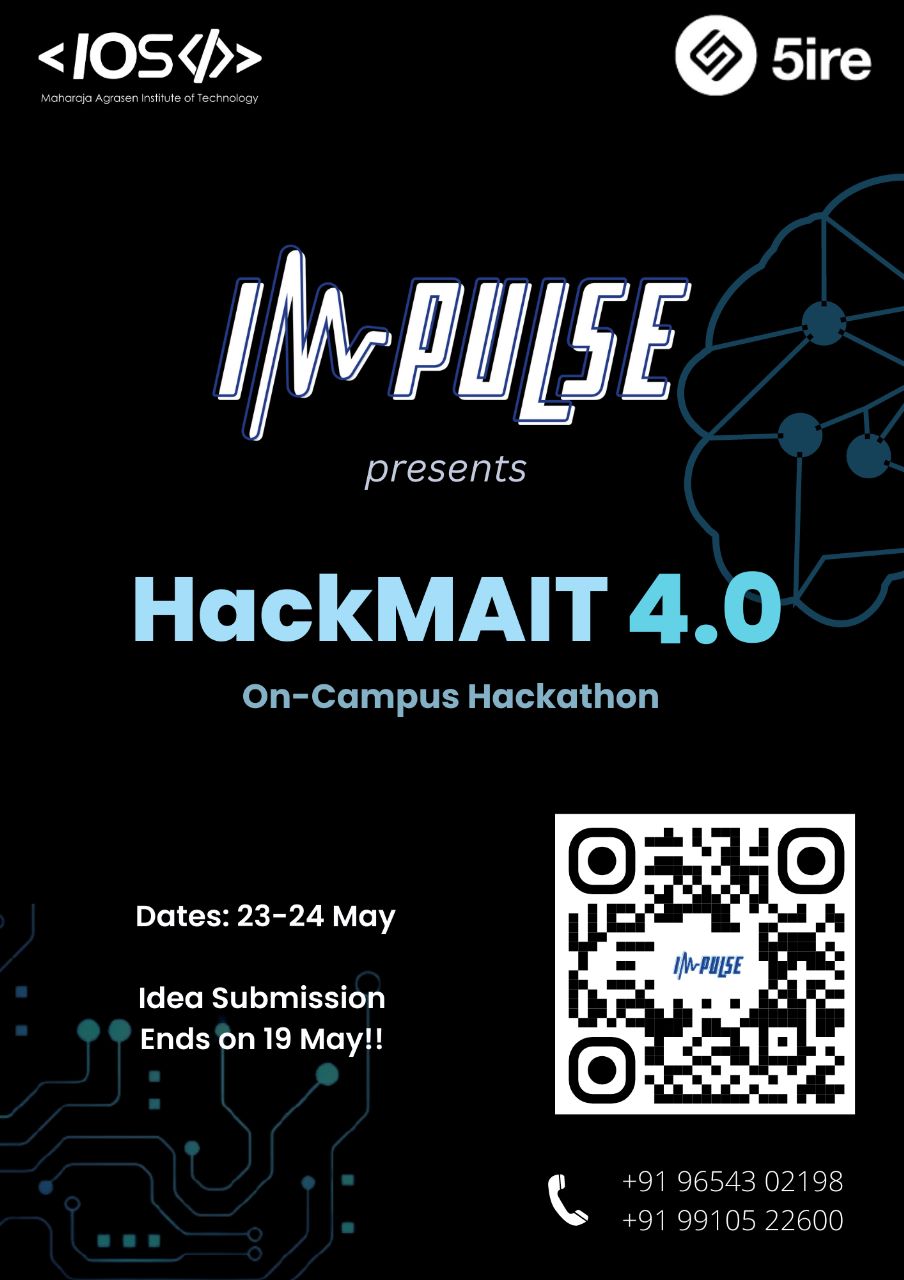 <IOS</>>
Maharaja Agrasen Institute of Technology
5ire
IMPULSE
presents
HackMAIT 4.0
On-Campus Hackathon
Dates: 23-24 May
Idea Submission
Ends on 19 May!!
IMPULSE
+91 96543 02198
+91 99105 22600